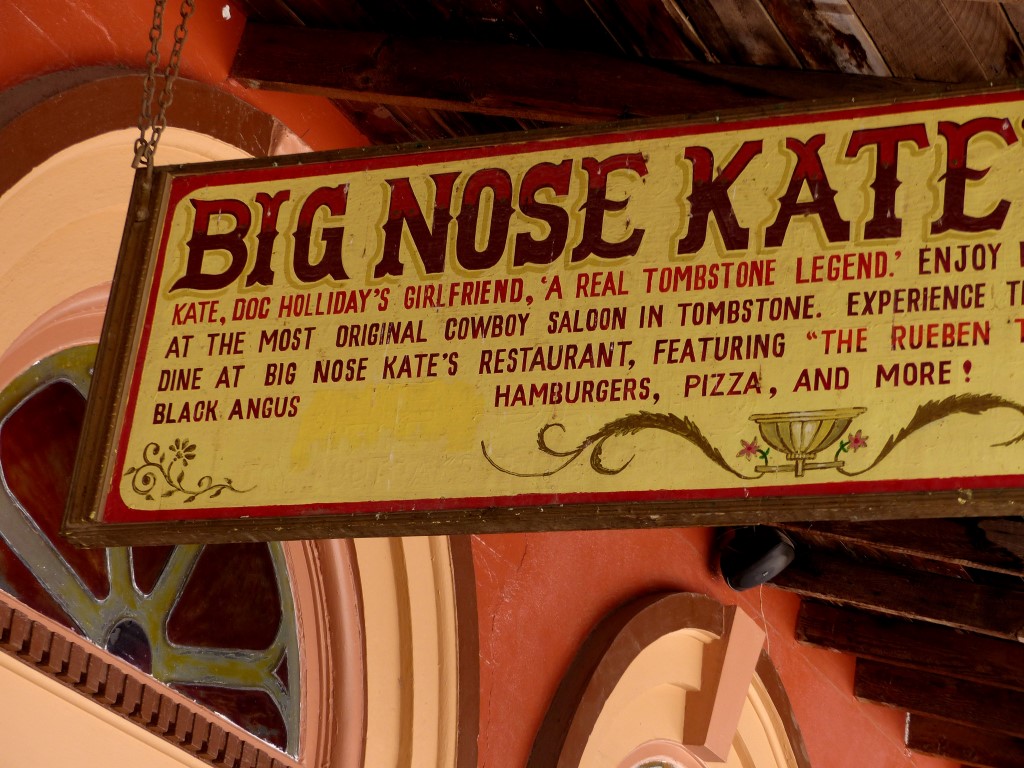 BIG NOSE KATE'
KATE, DOC HOLLIDAY'S GIRLFRIEND, 'A REAL TOMBSTONE LEGEND.' ENJOY
AT THE MOST ORIGINAL COWBOY SALOON IN TOMBSTONE. EXPERIENCE
DINE AT BIG NOSE KATE'S RESTAURANT, FEATURING "THE RUEBEN
BLACK ANGUS HAMBURGERS, PIZZA, AND MORE!